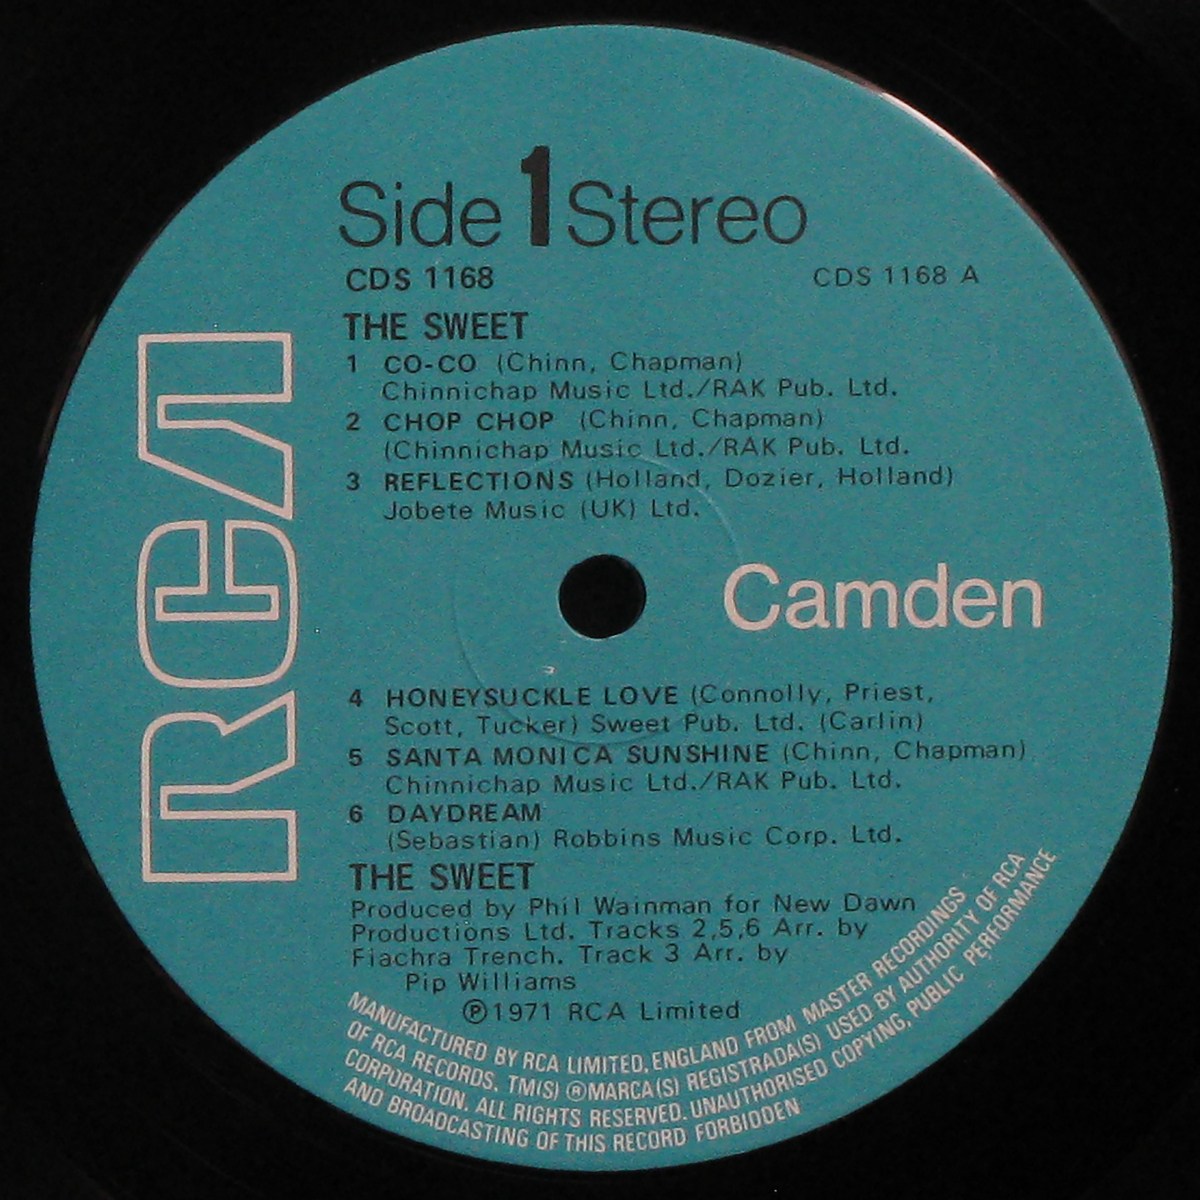 Side 1 Stereo
CDS 1168 CDS 1168 A
THE SWEET
1 CO-CO (Chinn, Chapman)
Chinnichap Music Ltd./RAK Pub. Ltd.
2 CHOP CHOP (Chinn, Chapman)
(Chinnichap Music Ltd./RAK Pub. Ltd.
3 REFLECTIONS (Holland, Dozier, Holland)
Jobete Music (UK) Ltd.
RCA
Camden
4 HONEYSUCKLE LOVE (Connolly, Priest,
Scott, Tucker) Sweet Pub. Ltd. (Carlin)
5 SANTA MONICA SUNSHINE (Chinn, Chapman)
Chinnichap Music Ltd./RAK Pub. Ltd.
6 DAYDREAM
(Sebastian) Robbins Music Corp. Ltd.
THE SWEET
Produced by Phil Wainman for New Dawn
Productions Ltd. Tracks 2,5,6 Arr. by
Fiachra Trench. Track 3 Arr. by
Pip Williams
℗1971 RCA Limited
MANUFACTURED BY RCA LIMITED, ENGLAND FROM MASTER RECORDINGS
OF RCA RECORDS. TM(S) ®MARCA(S) REGISTRADA(S) USED BY AUTHORITY OF RCA
CORPORATION. ALL RIGHTS RESERVED. UNAUTHORISED COPYING, PUBLIC PERFORMANCE
AND BROADCASTING OF THIS RECORD FORBIDDEN